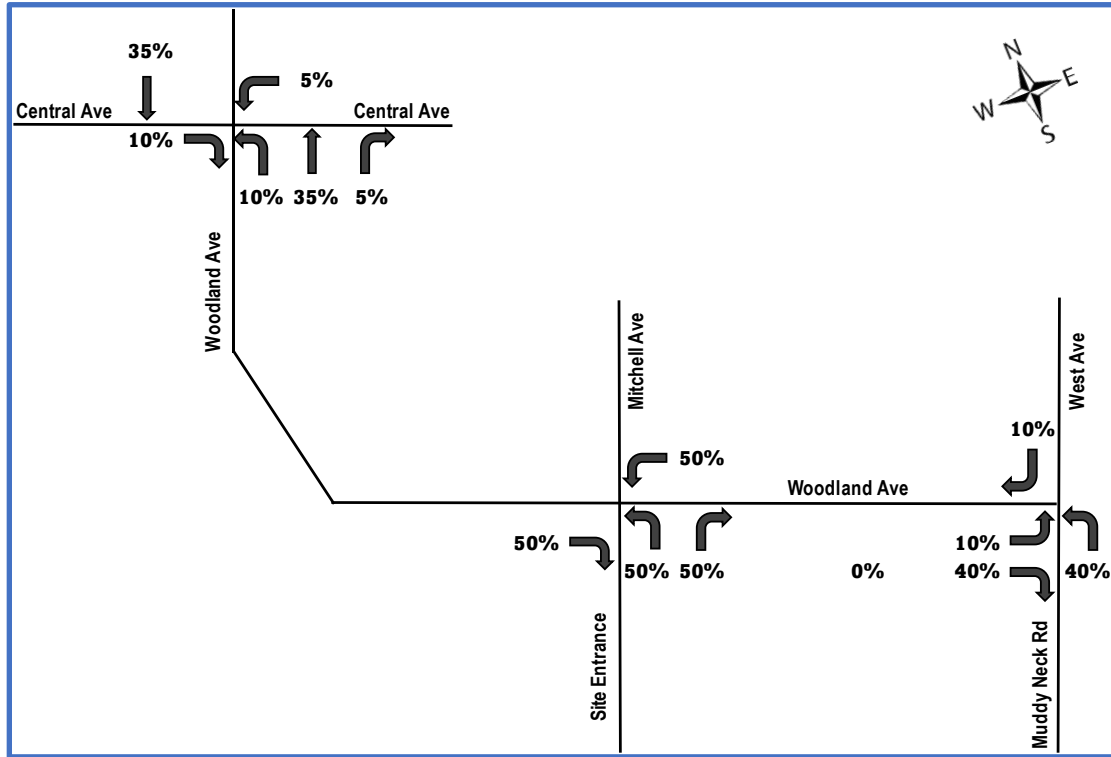 35%
5%
Central Ave
Central Ave
10%
10%
35%
5%
Woodland Ave
N
E
W
S
Mitchell Ave
West Ave
50%
10%
Woodland Ave
50%
50%
50%
0%
10%
40%
40%
Site Entrance
Muddy Neck Rd